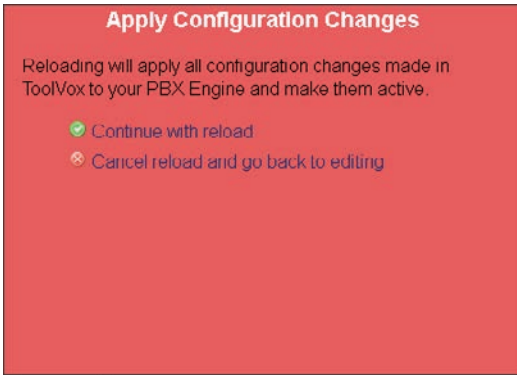 Apply Configuration Changes
Reloading will apply all configuration changes made in
ToolVox to your PBX Engine and make them active.
Continue with reload
Cancel reload and go back to editing